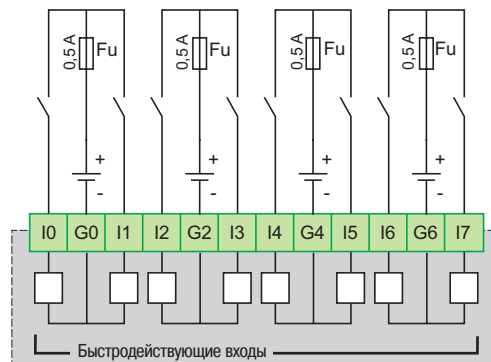 0,5 A Fu 0,5 A Fu 0,5 A Fu 0,5 A Fu
+ + + +
- - - -
I0 G0 I1 I2 G2 I3 I4 G4 I5 I6 G6 I7
Быстродействующие входы